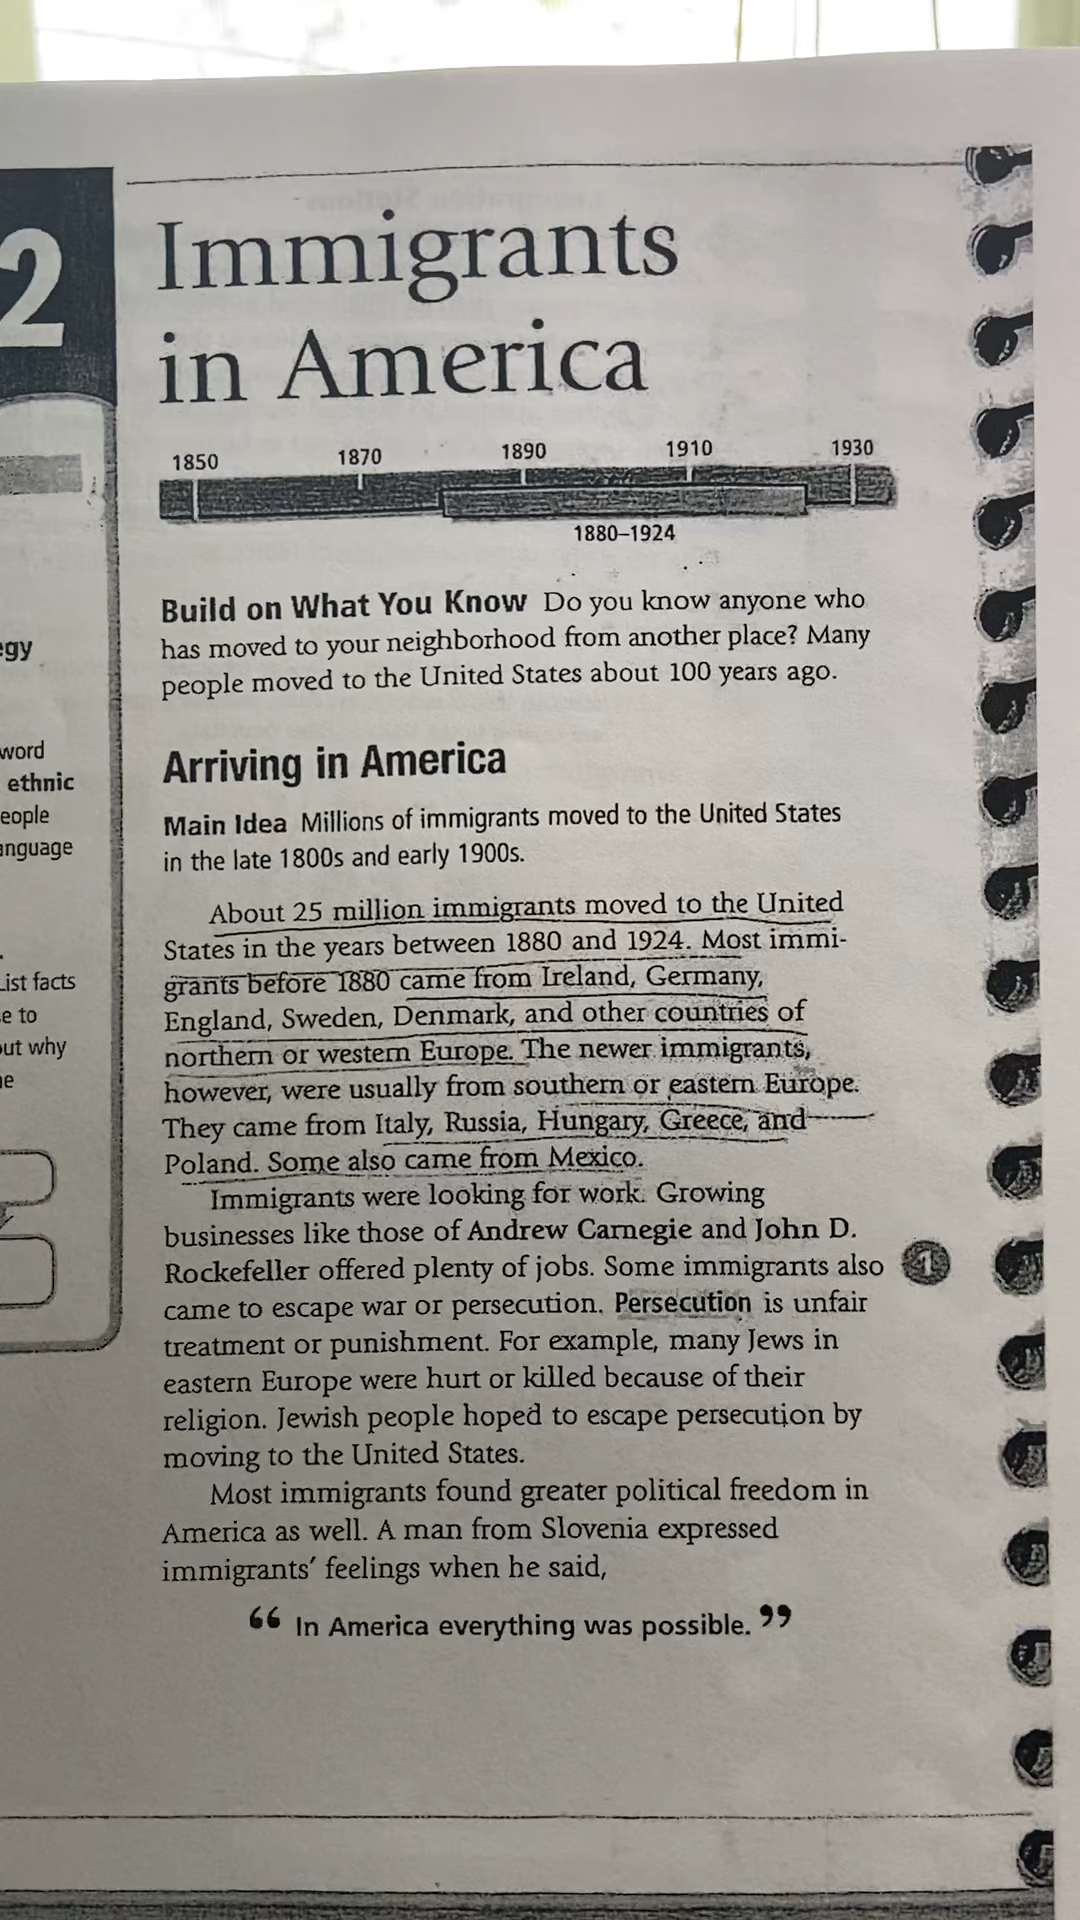 2
egy
word
ethnic
eople
anguage
List facts
e to
out why
ne
Immigrants
in America
1850 1870 1890 1910 1930
1880–1924
Build on What You Know Do you know anyone who
has moved to your neighborhood from another place? Many
people moved to the United States about 100 years ago.
Arriving in America
Main Idea Millions of immigrants moved to the United States
in the late 1800s and early 1900s.
About 25 million immigrants moved to the United
States in the years between 1880 and 1924. Most immi-
grants before 1880 came from Ireland, Germany,
England, Sweden, Denmark, and other countries of
northern or western Europe. The newer immigrants,
however, were usually from southern or eastern Europe.
They came from Italy, Russia, Hungary, Greece, and
Poland. Some also came from Mexico.
Immigrants were looking for work. Growing
businesses like those of Andrew Carnegie and John D.
Rockefeller offered plenty of jobs. Some immigrants also
came to escape war or persecution. Persecution is unfair
treatment or punishment. For example, many Jews in
eastern Europe were hurt or killed because of their
religion. Jewish people hoped to escape persecution by
moving to the United States.
Most immigrants found greater political freedom in
America as well. A man from Slovenia expressed
immigrants' feelings when he said,
“ In America everything was possible. ”
1